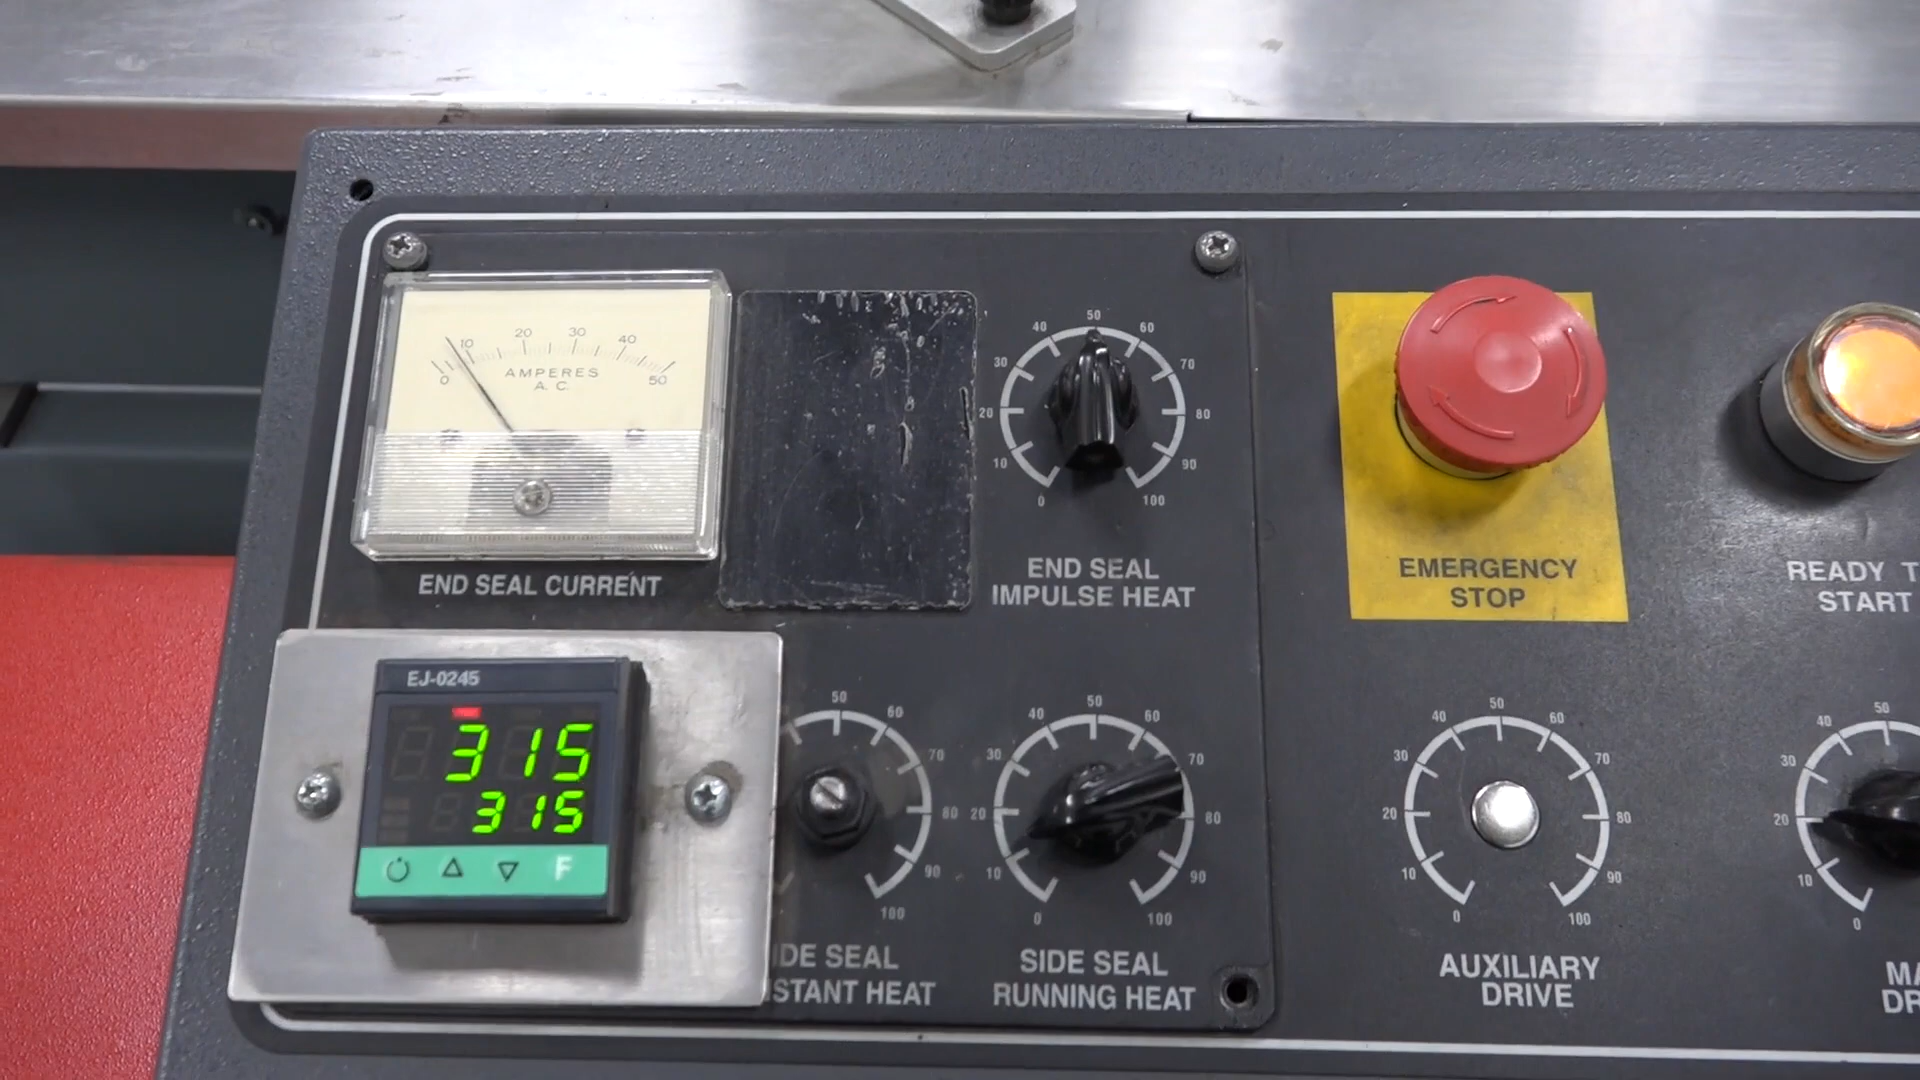 0 10 20 30 40 50
AMPERES
A. C.
END SEAL CURRENT
0 10 20 30 40 50 60 70 80 90 100
END SEAL
IMPULSE HEAT
EMERGENCY
STOP
READY T
START
EJ-0245
315
315
F
50 60 70 80 90 100
IDE SEAL
STANT HEAT
0 10 20 30 40 50 60 70 80 90 100
SIDE SEAL
RUNNING HEAT
0 10 20 30 40 50 60 70 80 90 100
AUXILIARY
DRIVE
0 10 20 30 40 50
MA
DR